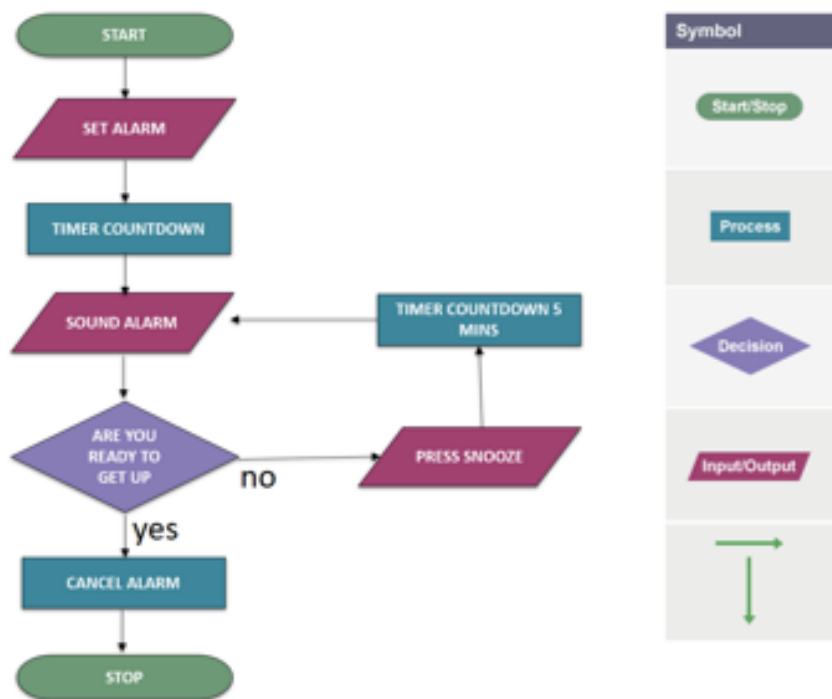 START
SET ALARM
TIMER COUNTDOWN
SOUND ALARM
TIMER COUNTDOWN 5
MINS
ARE YOU
READY TO
GET UP
no
PRESS SNOOZE
yes
CANCEL ALARM
STOP
Symbol
Start/Stop
Process
Decision
Input/Output